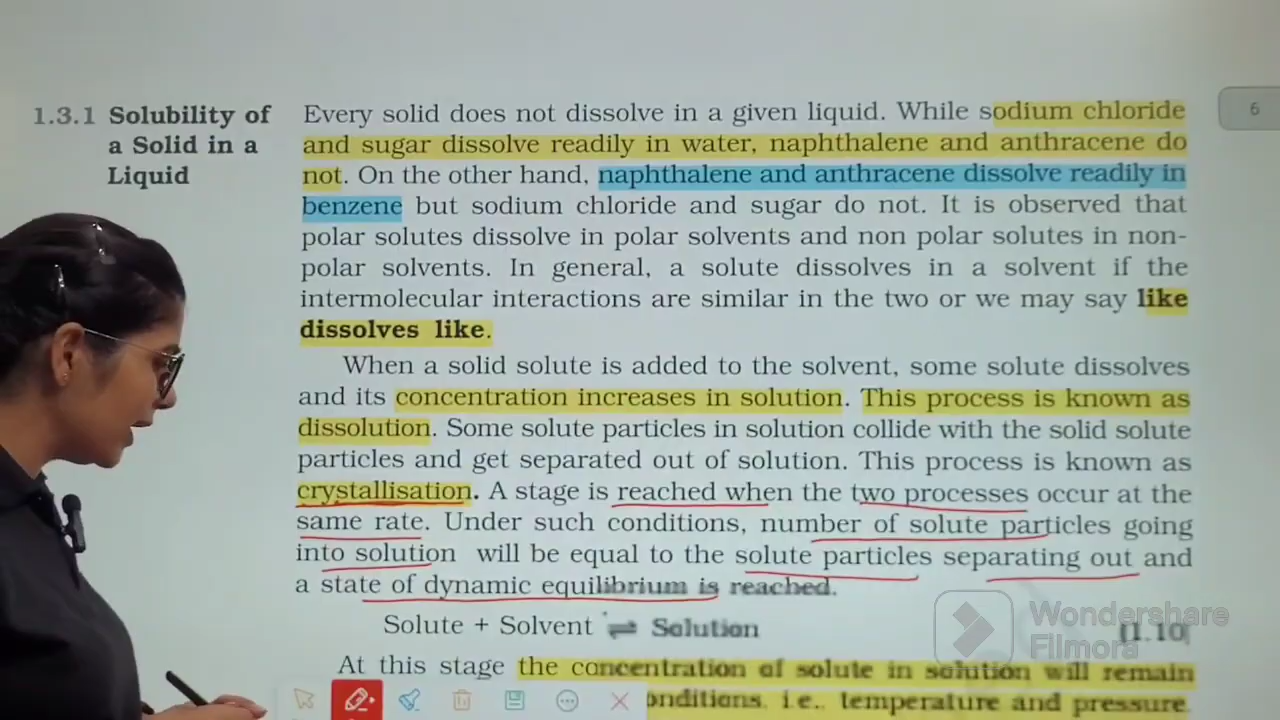 1.3.1 Solubility of
a Solid in a
Liquid
Every solid does not dissolve in a given liquid. While sodium chloride
and sugar dissolve readily in water, naphthalene and anthracene do
not. On the other hand, naphthalene and anthracene dissolve readily in
benzene but sodium chloride and sugar do not. It is observed that
polar solutes dissolve in polar solvents and non polar solutes in non-
polar solvents. In general, a solute dissolves in a solvent if the
intermolecular interactions are similar in the two or we may say like
dissolves like.
When a solid solute is added to the solvent, some solute dissolves
and its concentration increases in solution. This process is known as
dissolution. Some solute particles in solution collide with the solid solute
particles and get separated out of solution. This process is known as
crystallisation. A stage is reached when the two processes occur at the
same rate. Under such conditions, number of solute particles going
into solution will be equal to the solute particles separating out and
a state of dynamic equilibrium is reached.
Solute + Solvent ⇌ Solution (1.10)
At this stage the concentration of solute in solution will remain
onditions, i.e., temperature and pressure.
6
Wondershare
Filmora